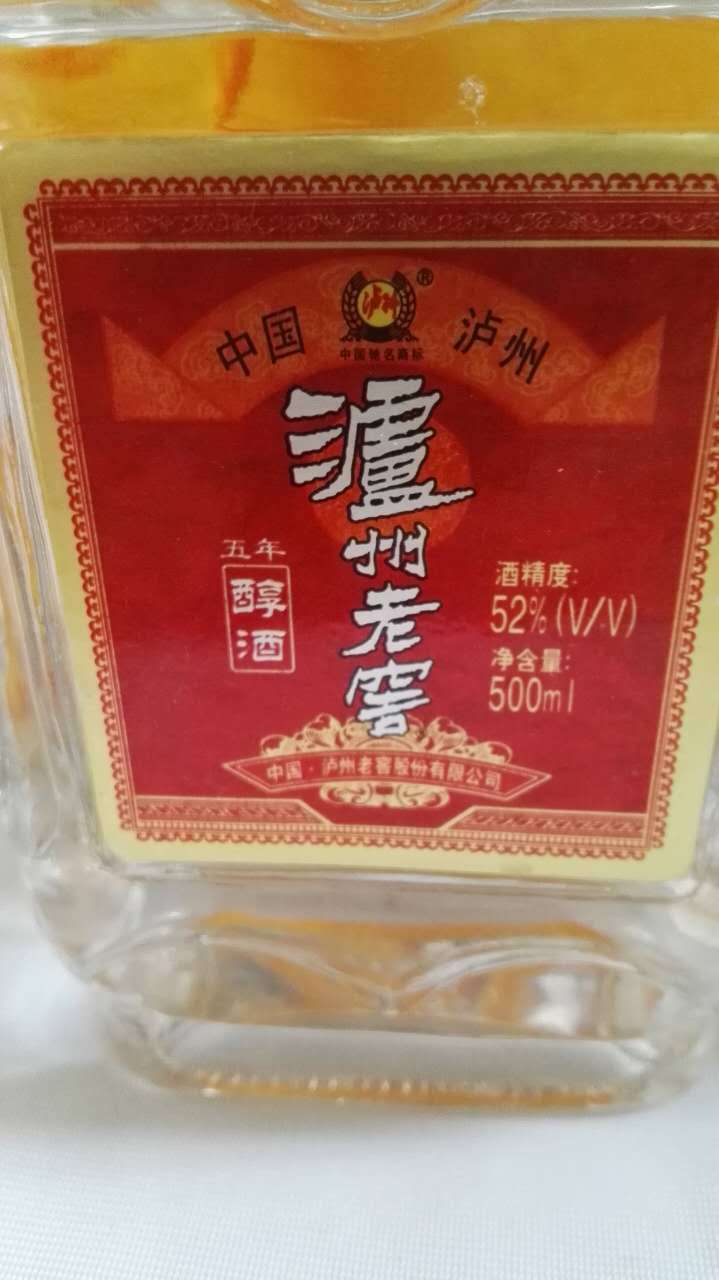 中国 泸州
泸州
®
中国驰名商标
瀘州老窖
五年
醇酒
酒精度:
52%(V/V)
净含量:
500ml
中国·泸州老窖股份有限公司